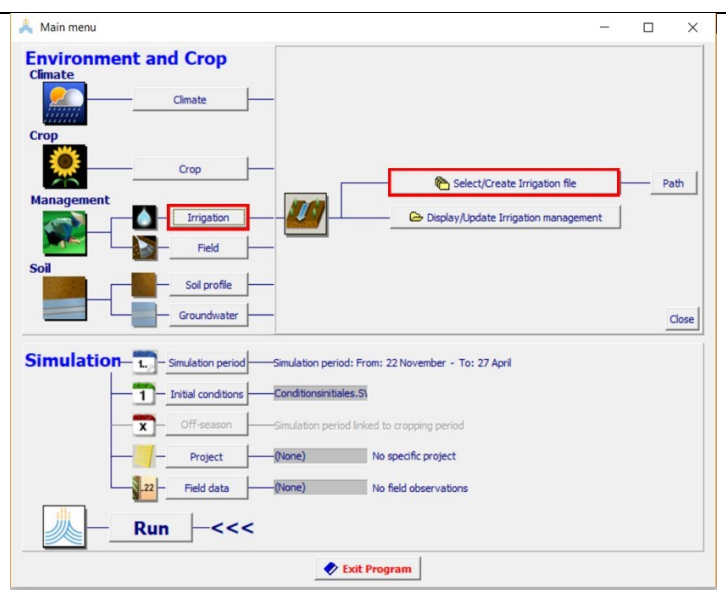 Main menu
Environment and Crop
Climate
Climate
Crop
Crop
Select/Create Irrigation file
Path
Management
Irrigation
Display/Update Irrigation management
Field
Soil
Soil profile
Groundwater
Close
Simulation
1.. Simulation period Simulation period: From: 22 November - To: 27 April
1 Initial conditions Conditionsinitiales.S
X Off-season Simulation period linked to cropping period
Project (None) No specific project
.22 Field data (None) No field observations
Run <<<
Exit Program